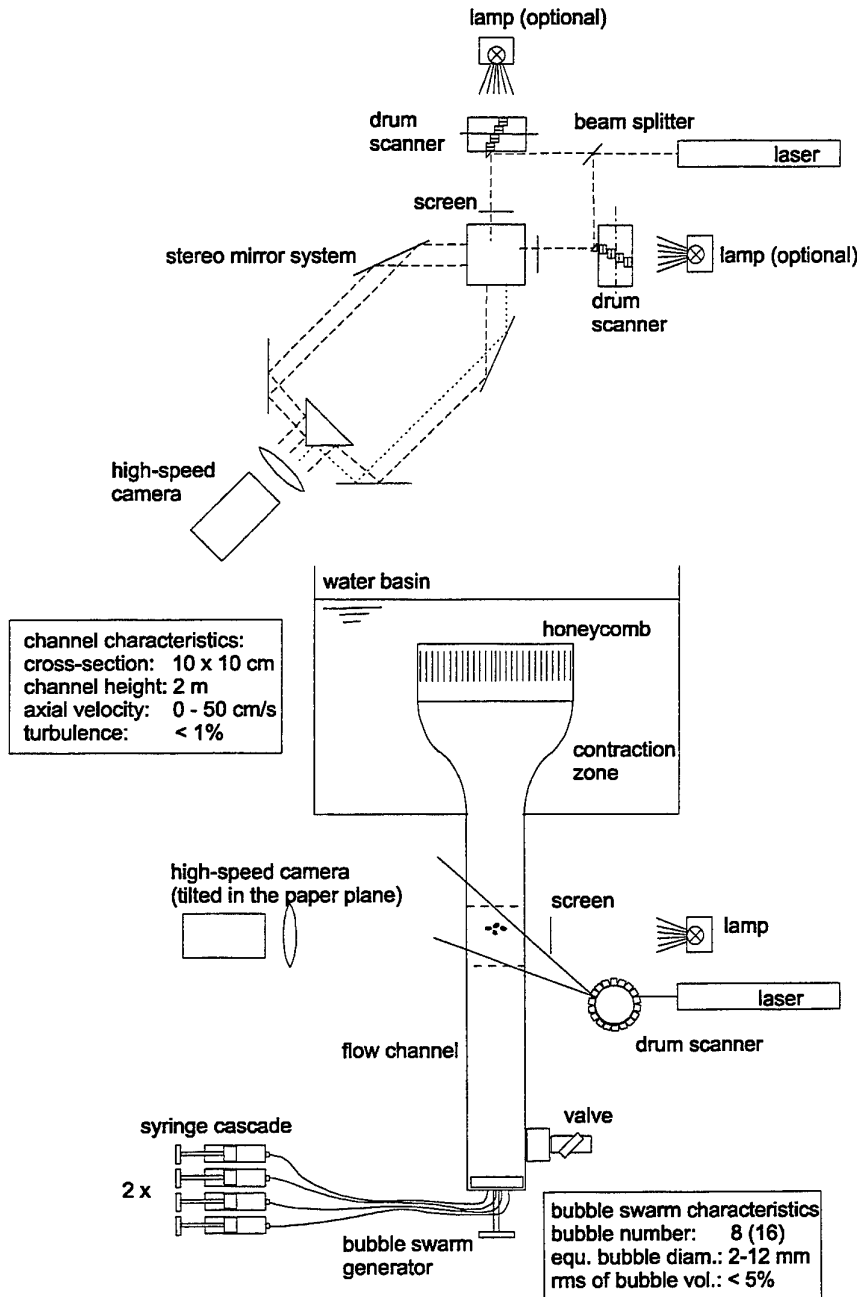 lamp (optional)
drum
scanner
beam splitter
laser
screen
stereo mirror system
lamp (optional)
drum
scanner
high-speed
camera
water basin
honeycomb
channel characteristics:
cross-section: 10 x 10 cm
channel height: 2 m
axial velocity: 0 - 50 cm/s
turbulence: < 1%
contraction
zone
high-speed camera
(tilted in the paper plane)
screen
lamp
laser
drum scanner
flow channel
valve
syringe cascade
2 x
bubble swarm
generator
bubble swarm characteristics
bubble number: 8 (16)
equ. bubble diam.: 2-12 mm
rms of bubble vol.: < 5%